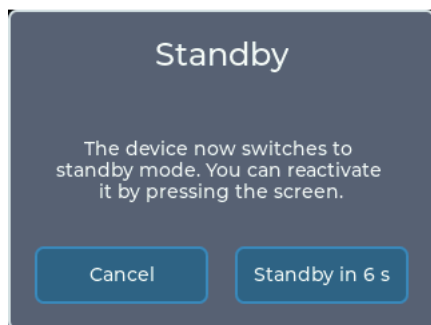 Standby
The device now switches to
standby mode. You can reactivate
it by pressing the screen.
Cancel
Standby in 6 s